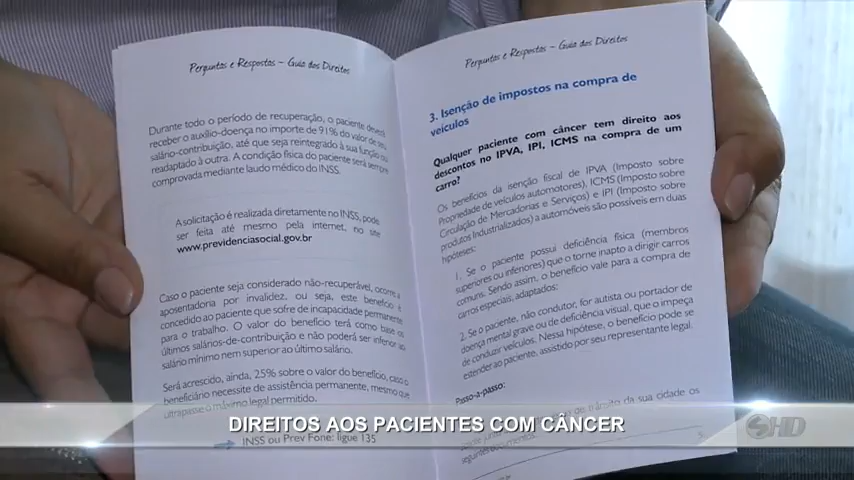 Perguntas e Respostas – Guia dos Direitos
Durante todo o período de recuperação, o paciente deverá
receber o auxílio-doença no importe de 91% do valor de seu
salário-contribuição, até que seja reintegrado à sua função ou
readaptado à outra. A condição física do paciente será sempre
comprovada mediante laudo médico do INSS.
A solicitação é realizada diretamente no INSS, pode
ser feita até mesmo pela internet, no site
www.previdenciasocial.gov.br
Caso o paciente seja considerado não-recuperável, ocorre a
aposentadoria por invalidez, ou seja, este benefício é
concedido ao paciente que sofre de incapacidade permanente
para o trabalho. O valor do benefício terá como base os
últimos salários-de-contribuição e não poderá ser inferior ao
salário mínimo nem superior ao último salário.
Será acrescido, ainda, 25% sobre o valor do benefício, caso o
beneficiário necessite de assistência permanente, mesmo que
ultrapasse o máximo legal permitido.
INSS ou Prev Fone: ligue 135
Perguntas e Respostas – Guia dos Direitos
3. Isenção de impostos na compra de
veículos
Qualquer paciente com câncer tem direito aos
descontos no IPVA, IPI, ICMS na compra de um
carro?
Os benefícios da isenção fiscal de IPVA (Imposto sobre
Propriedade de veículos automotores), ICMS (Imposto sobre
Circulação de Mercadorias e Serviços) e IPI (Imposto sobre
produtos Industrializados) a automóveis são possíveis em duas
hipóteses:
1. Se o paciente possui deficiência física (membros
superiores ou inferiores) que o torne inapto a dirigir carros
comuns. Sendo assim, o benefício vale para a compra de
carros especiais, adaptados;
2. Se o paciente, não condutor, for autista ou portador de
doença mental grave ou de deficiência visual, que o impeça
de conduzir veículos. Nessa hipótese, o benefício pode se
estender ao paciente, assistido por seu representante legal.
Passo-a-passo:
de trânsito da sua cidade os
seguintes documentos:
5
DIREITOS AOS PACIENTES COM CÂNCER
HD